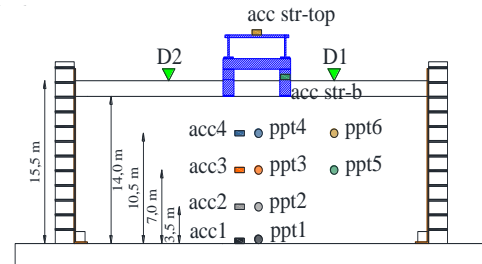 acc str-top
D2
D1
acc str-b
acc4 ppt4 ppt6
acc3 ppt3 ppt5
acc2 ppt2
acc1 ppt1
15,5 m
14,0 m
10,5 m
7,0 m
3,5 m